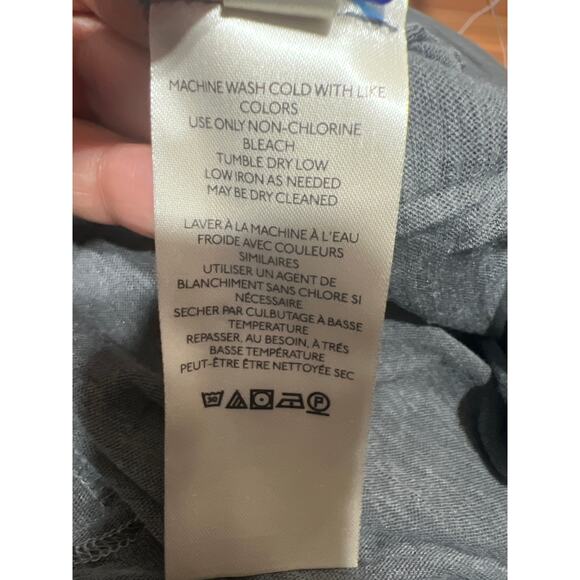 MACHINE WASH COLD WITH LIKE
COLORS
USE ONLY NON-CHLORINE
BLEACH
TUMBLE DRY LOW
LOW IRON AS NEEDED
MAY BE DRY CLEANED
LAVER À LA MACHINE À L'EAU
FROIDE AVEC COULEURS
SIMILAIRES
UTILISER UN AGENT DE
BLANCHIMENT SANS CHLORE SI
NÉCESSAIRE
SECHER PAR CULBUTAGE À BASSE
TEMPERATURE
REPASSER, AU BESOIN, À TRÉS
BASSE TEMPÉRATURE
PEUT-ÊTRE ÊTRE NETTOYÉE SEC
30 P